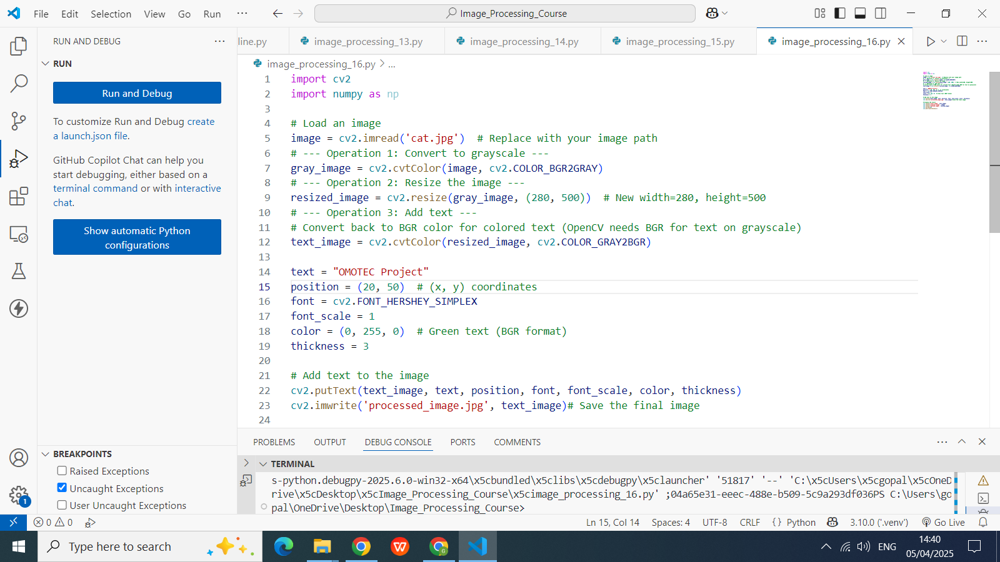 File Edit Selection View Go Run ··· Image_Processing_Course
RUN AND DEBUG ···
RUN
Run and Debug
To customize Run and Debug create
a launch.json file.
GitHub Copilot Chat can help you
start debugging, either based on a
terminal command or with interactive
chat.
Show automatic Python
configurations
BREAKPOINTS
Raised Exceptions
Uncaught Exceptions
User Uncaught Exceptions
line.py image_processing_13.py image_processing_14.py image_processing_15.py image_processing_16.py
image_processing_16.py > ...
1 import cv2
2 import numpy as np
3
4 # Load an image
5 image = cv2.imread('cat.jpg')  # Replace with your image path
6 # --- Operation 1: Convert to grayscale ---
7 gray_image = cv2.cvtColor(image, cv2.COLOR_BGR2GRAY)
8 # --- Operation 2: Resize the image ---
9 resized_image = cv2.resize(gray_image, (280, 500))  # New width=280, height=500
10 # --- Operation 3: Add text ---
11 # Convert back to BGR color for colored text (OpenCV needs BGR for text on grayscale)
12 text_image = cv2.cvtColor(resized_image, cv2.COLOR_GRAY2BGR)
13
14 text = "OMOTEC Project"
15 position = (20, 50)  # (x, y) coordinates
16 font = cv2.FONT_HERSHEY_SIMPLEX
17 font_scale = 1
18 color = (0, 255, 0)  # Green text (BGR format)
19 thickness = 3
20
21 # Add text to the image
22 cv2.putText(text_image, text, position, font, font_scale, color, thickness)
23 cv2.imwrite('processed_image.jpg', text_image)# Save the final image
24
PROBLEMS OUTPUT DEBUG CONSOLE PORTS COMMENTS
TERMINAL
s-python.debugpy-2025.6.0-win32-x64\x5cbundled\x5clibs\x5cdebugpy\x5clauncher' '51817' '--' 'C:\x5cUsers\x5cgopal\x5cOneD
rive\x5cDesktop\x5cImage_Processing_Course\x5cimage_processing_16.py' ;04a65e31-eeec-488e-b509-5c9a293df036PS C:\Users\go
pal\OneDrive\Desktop\Image_Processing_Course>
1
0 0 Ln 15, Col 14 Spaces: 4 UTF-8 CRLF {} Python 3.10.0 ('.venv') Go Live
Type here to search
ENG
14:40
05/04/2025